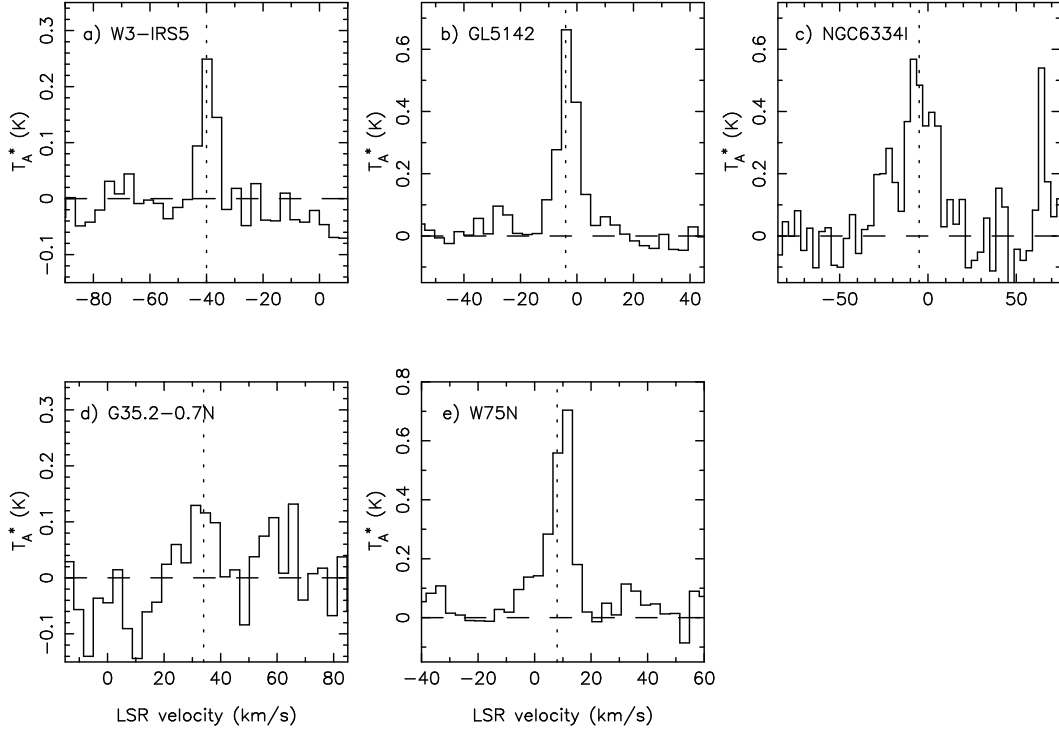 a) W3−IRS5
T_A^* (K)
0.3
0.2
0.1
0
−0.1
−80 −60 −40 −20 0
b) GL5142
T_A^* (K)
0.6
0.4
0.2
0
−40 −20 0 20 40
c) NGC6334I
T_A^* (K)
0.6
0.4
0.2
0
−50 0 50
d) G35.2−0.7N
T_A^* (K)
0.3
0.2
0.1
0
−0.1
0 20 40 60 80
LSR velocity (km/s)
e) W75N
T_A^* (K)
0.8
0.6
0.4
0.2
0
−40 −20 0 20 40 60
LSR velocity (km/s)